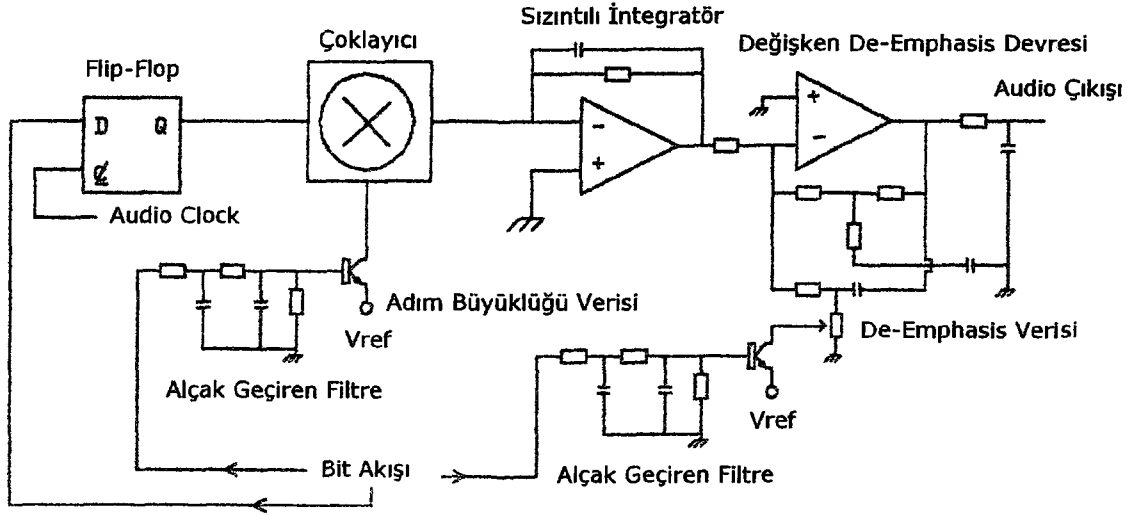 Sızıntılı İntegratör
Çoklayıcı
Değişken De-Emphasis Devresi
Flip-Flop
Audio Çıkışı
D Q
₵
Audio Clock
Adım Büyüklüğü Verisi
Vref
De-Emphasis Verisi
Alçak Geçiren Filtre
Vref
Bit Akışı
Alçak Geçiren Filtre